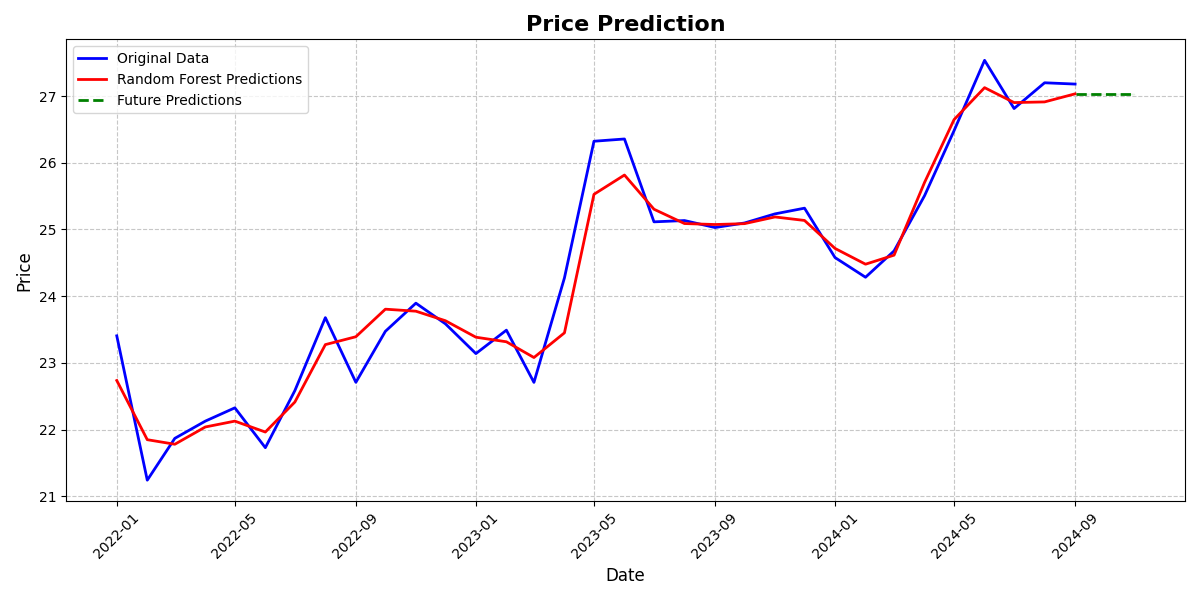 Price Prediction
Original Data
Random Forest Predictions
Future Predictions
Price
27
26
25
24
23
22
21
2022-01
2022-05
2022-09
2023-01
2023-05
2023-09
2024-01
2024-05
2024-09
Date